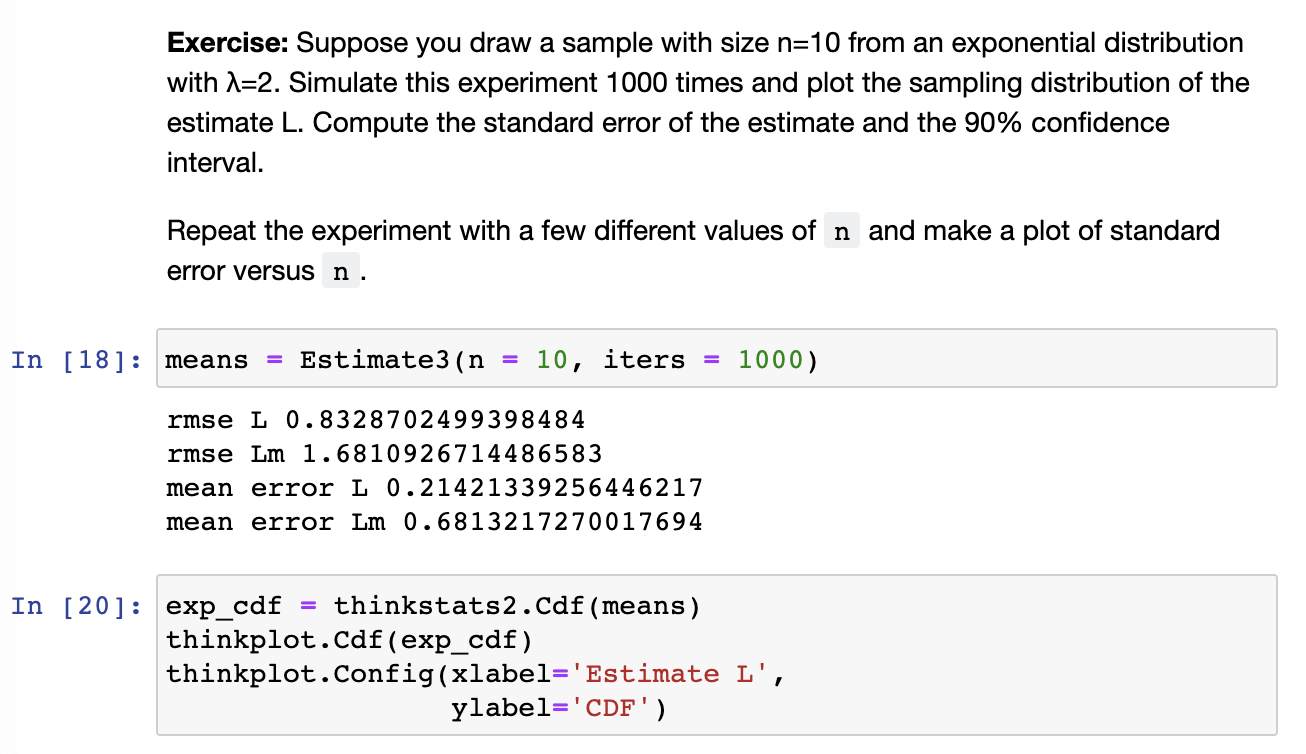 Exercise: Suppose you draw a sample with size n=10 from an exponential distribution
with λ=2. Simulate this experiment 1000 times and plot the sampling distribution of the
estimate L. Compute the standard error of the estimate and the 90% confidence
interval.
Repeat the experiment with a few different values of n and make a plot of standard
error versus n.
In [18]: means = Estimate3(n = 10, iters = 1000)
rmse L 0.8328702499398484
rmse Lm 1.6810926714486583
mean error L 0.21421339256446217
mean error Lm 0.6813217270017694
In [20]: exp_cdf = thinkstats2.Cdf(means)
thinkplot.Cdf(exp_cdf)
thinkplot.Config(xlabel='Estimate L',
ylabel='CDF')